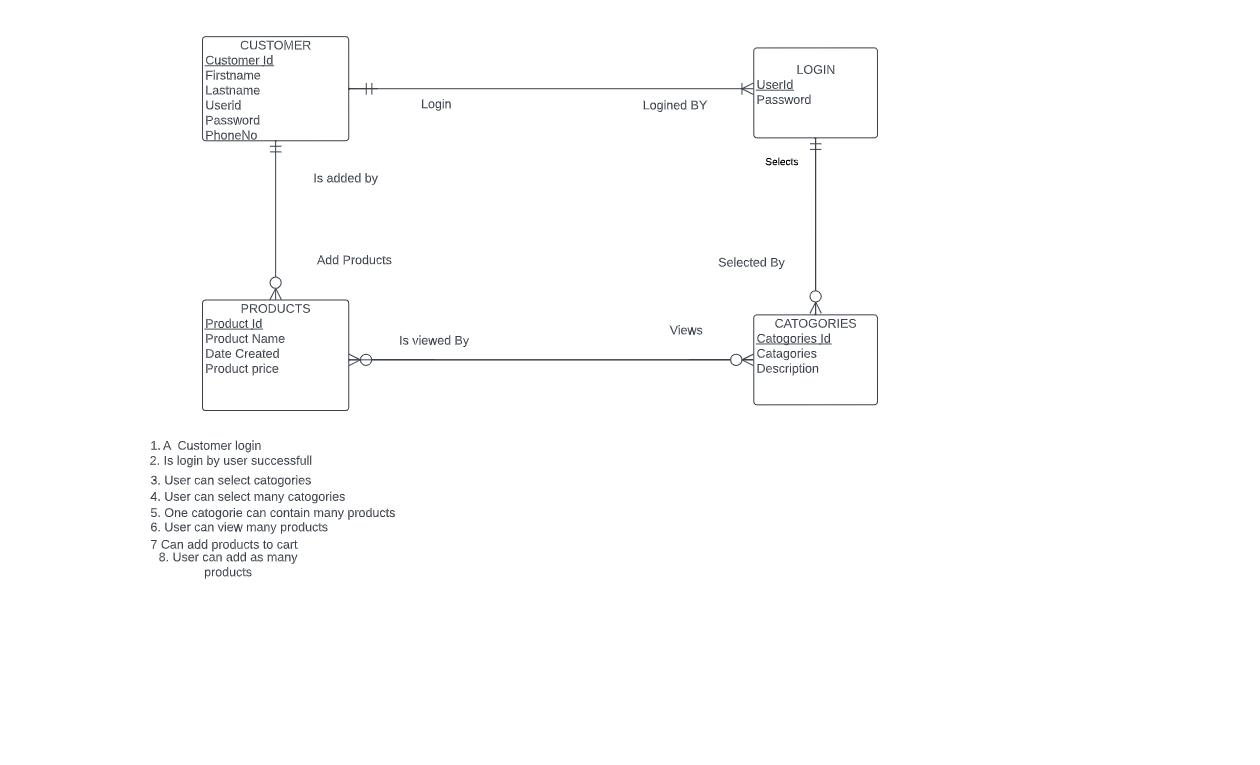 CUSTOMER
Customer Id
Firstname
Lastname
Userid
Password
PhoneNo
LOGIN
UserId
Password
Login
Logined BY
Selects
Is added by
Add Products
Selected By
PRODUCTS
Product Id
Product Name
Date Created
Product price
Is viewed By
Views
CATOGORIES
Catogories Id
Catagories
Description
1. A  Customer login
2. Is login by user successfull
3. User can select catogories
4. User can select many catogories
5. One catogorie can contain many products
6. User can view many products
7 Can add products to cart
8. User can add as many
products